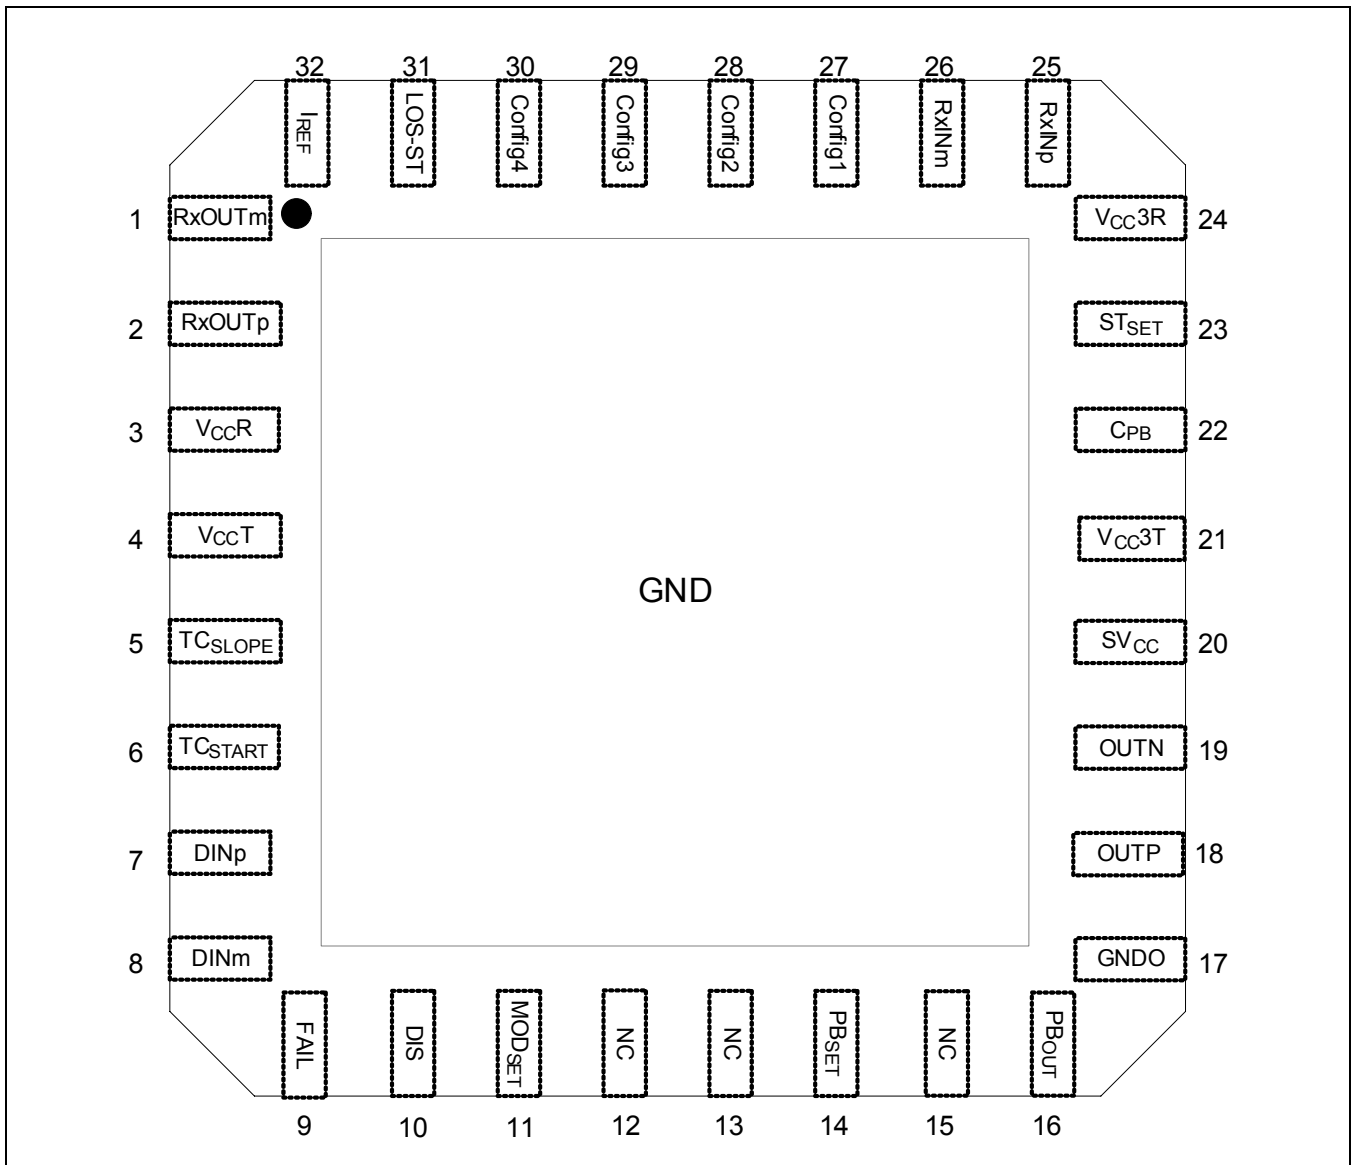 32 31 30 29 28 27 26 25
IREF LOS-ST Config4 Config3 Config2 Config1 RxINm RxINp
1 RxOUTm VCC3R 24
2 RxOUTp STSET 23
3 VCCR CPB 22
4 VCCT VCC3T 21
GND
5 TCSLOPE SVCC 20
6 TCSTART OUTN 19
7 DINp OUTP 18
8 DINm GNDO 17
FAIL DIS MODSET NC NC PBSET NC PBOUT
9 10 11 12 13 14 15 16